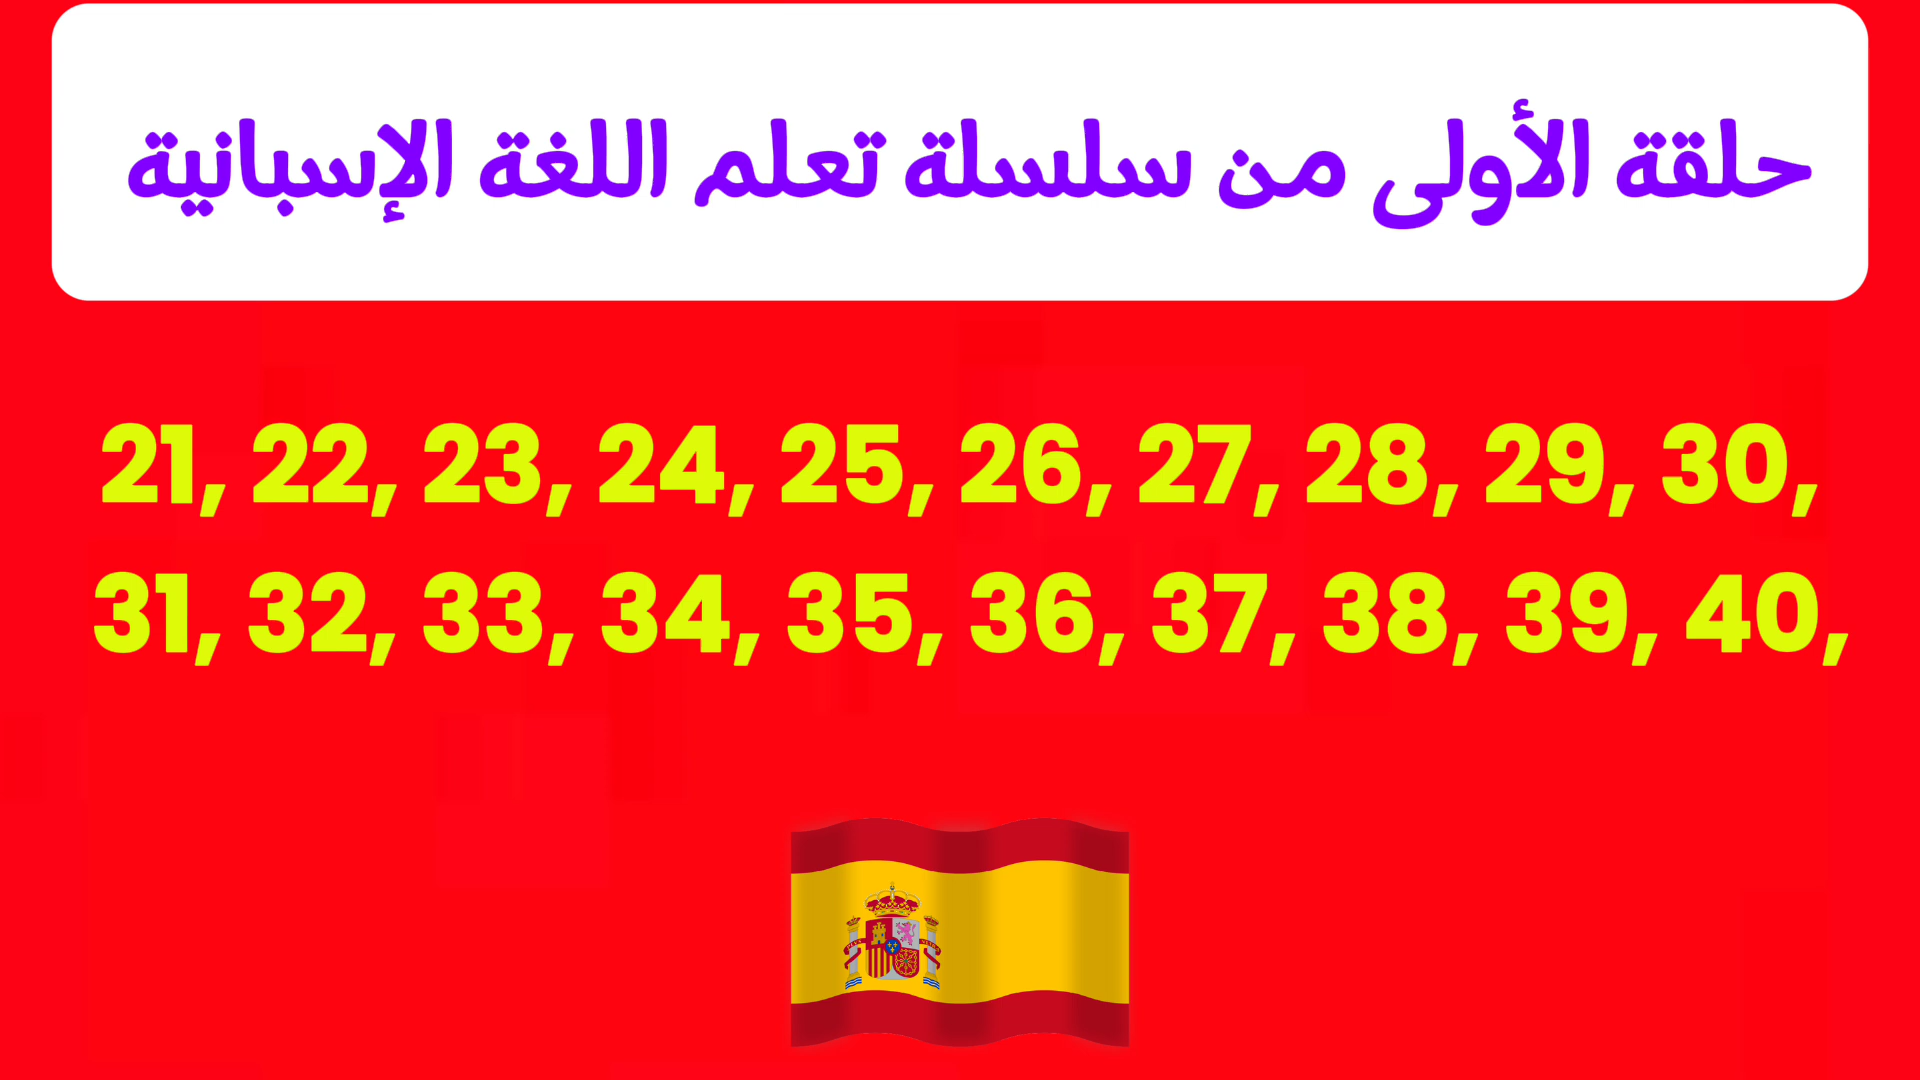 حلقة الأولى من سلسلة تعلم اللغة الإسبانية
21, 22, 23, 24, 25, 26, 27, 28, 29, 30,
31, 32, 33, 34, 35, 36, 37, 38, 39, 40,